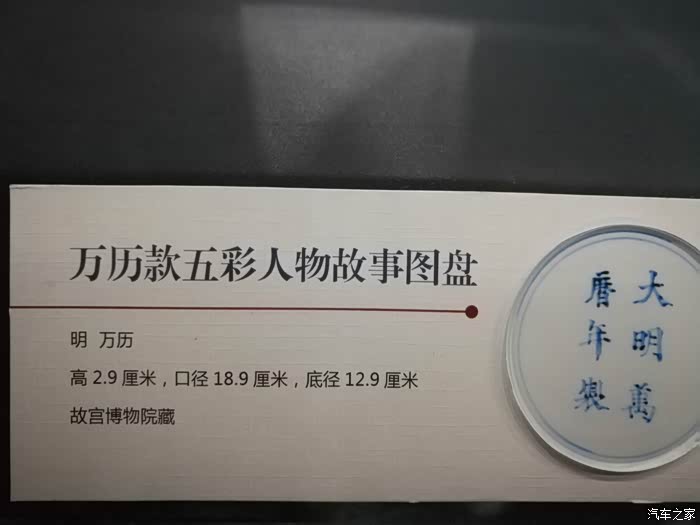 万历款五彩人物故事图盘
明 万历
高 2.9 厘米，口径 18.9 厘米，底径 12.9 厘米
故宫博物院藏
大明萬
曆年製
汽车之家